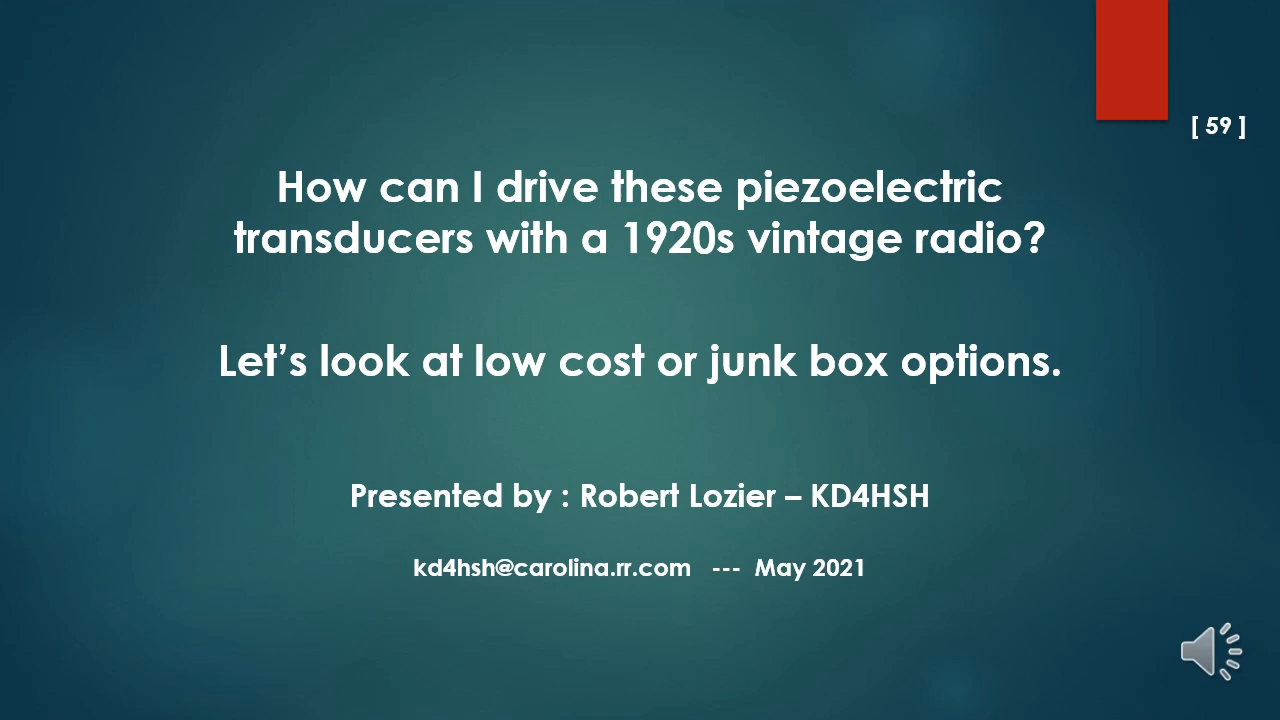 [ 59 ]
How can I drive these piezoelectric
transducers with a 1920s vintage radio?
Let’s look at low cost or junk box options.
Presented by : Robert Lozier – KD4HSH
kd4hsh@carolina.rr.com --- May 2021